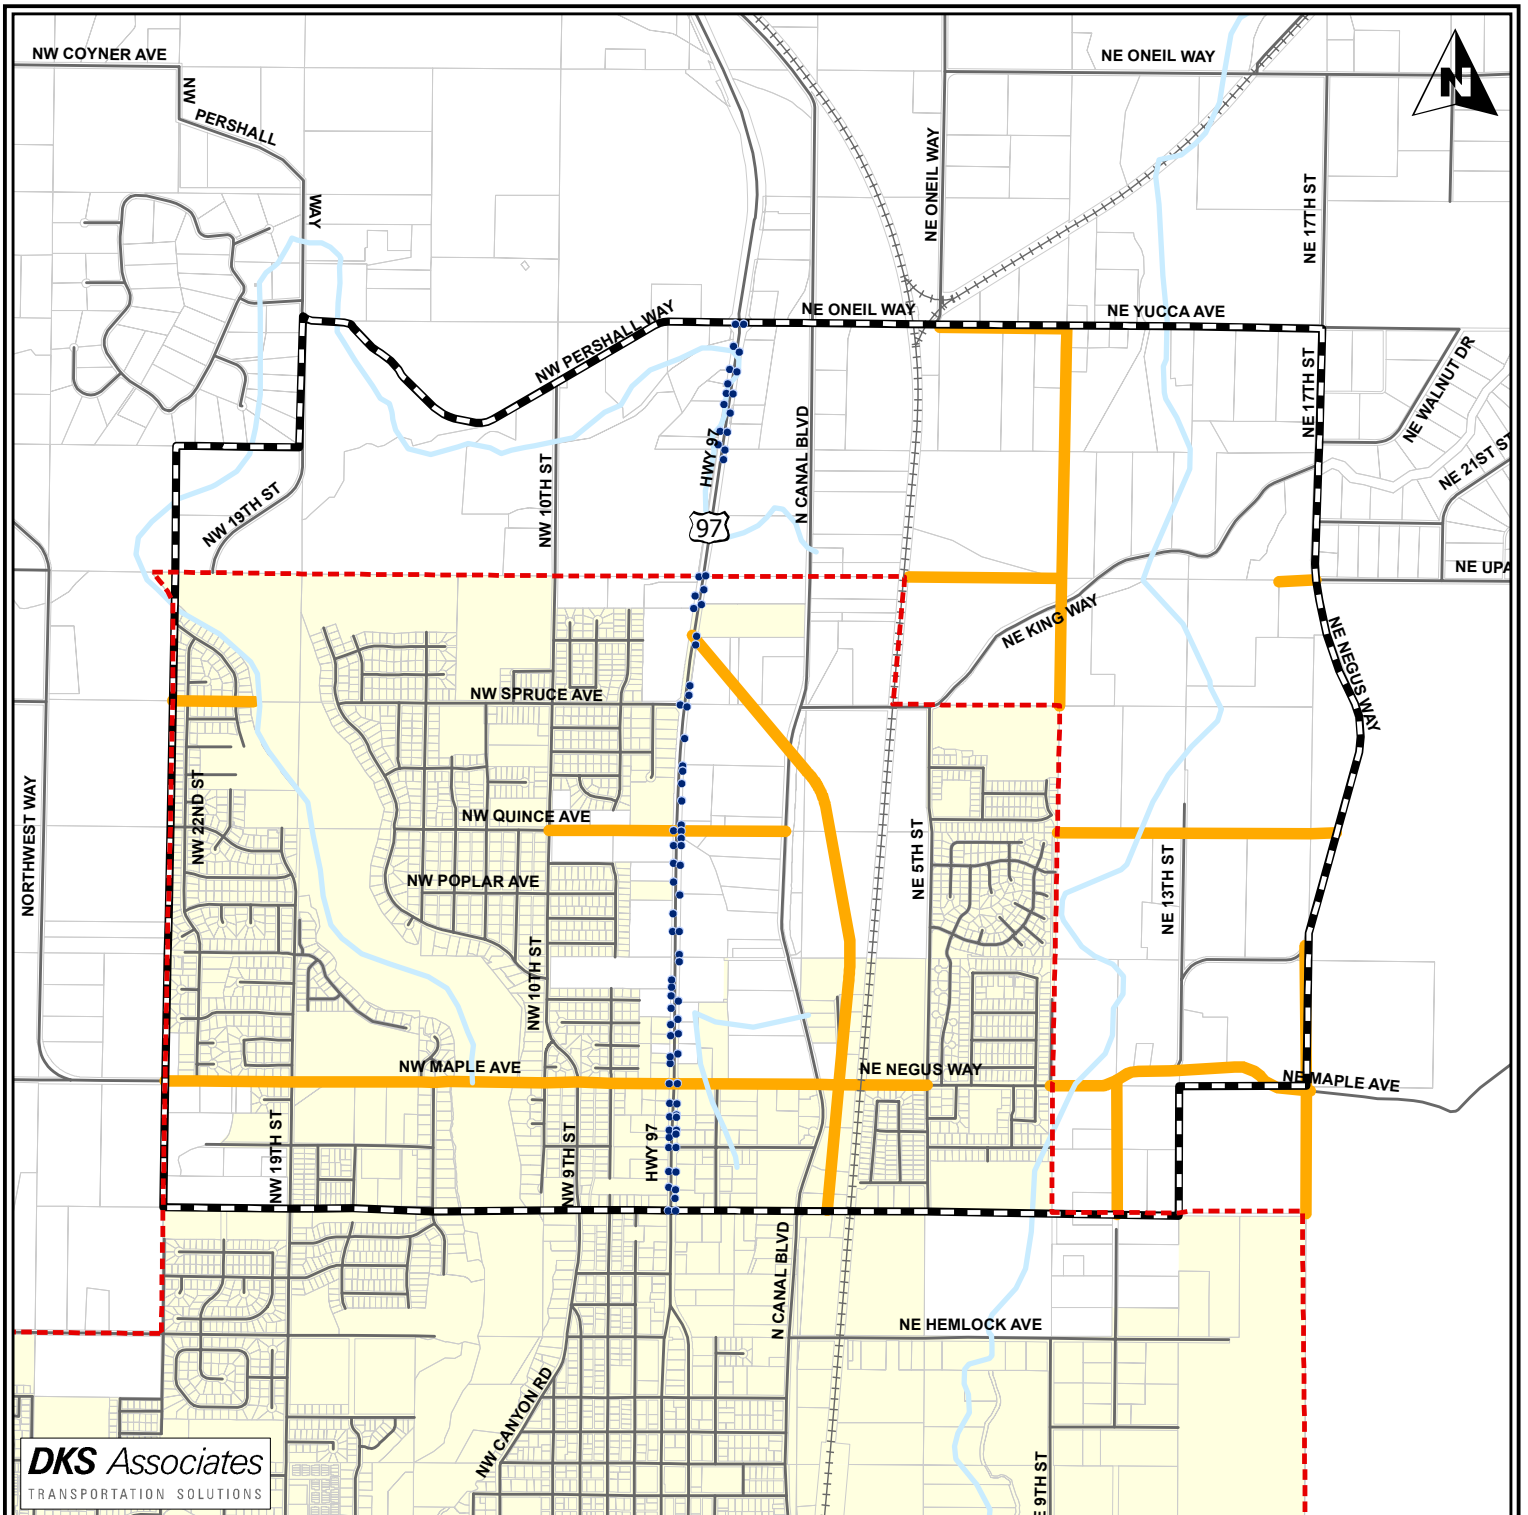 NW COYNER AVE
NE ONEIL WAY
N
NW
PERSHALL
WAY
NE ONEIL WAY
NE 17TH ST
NE ONEIL WAY
NE YUCCA AVE
NW PERSHALL WAY
NE 17TH ST
NE WALNUT DR
NE 21ST ST
HWY 97
N CANAL BLVD
NW 10TH ST
NW 19TH ST
97
NE UPA
NE KING WAY
NE NEGUS WAY
NW SPRUCE AVE
NORTHWEST WAY
NW 22ND ST
NW QUINCE AVE
NE 5TH ST
NE 13TH ST
NW POPLAR AVE
NW 10TH ST
NW MAPLE AVE
NE NEGUS WAY
NE MAPLE AVE
NW 19TH ST
NW 9TH ST
HWY 97
N CANAL BLVD
NE HEMLOCK AVE
NW CANYON RD
E 9TH ST
DKS Associates
TRANSPORTATION SOLUTIONS